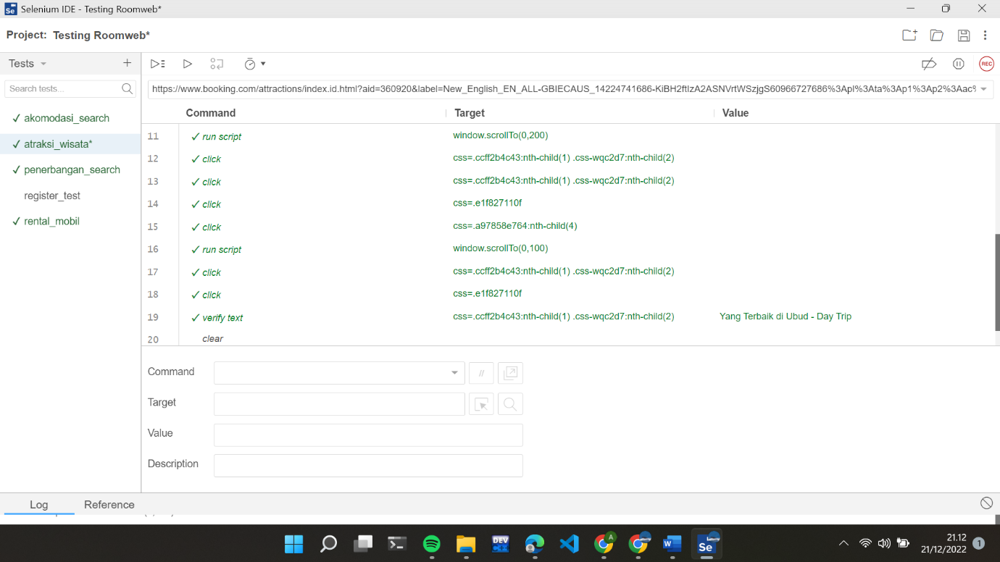 Selenium IDE - Testing Roomweb*
Project: Testing Roomweb*
Tests
Search tests...
✓ akomodasi_search
✓ atraksi_wisata*
✓ penerbangan_search
register_test
✓ rental_mobil
REC
https://www.booking.com/attractions/index.id.html?aid=360920&label=New_English_EN_ALL-GBIECAUS_14224741686-KiBH2ftIzA2ASNVrtWSzjgS60966727686%3Apl%3Ata%3Ap1%3Ap2%3Aac%
Command Target Value
11 ✓ run script window.scrollTo(0,200)
12 ✓ click css=.ccff2b4c43:nth-child(1) .css-wqc2d7:nth-child(2)
13 ✓ click css=.ccff2b4c43:nth-child(1) .css-wqc2d7:nth-child(2)
14 ✓ click css=.e1f827110f
15 ✓ click css=.a97858e764:nth-child(4)
16 ✓ run script window.scrollTo(0,100)
17 ✓ click css=.ccff2b4c43:nth-child(1) .css-wqc2d7:nth-child(2)
18 ✓ click css=.e1f827110f
19 ✓ verify text css=.ccff2b4c43:nth-child(1) .css-wqc2d7:nth-child(2) Yang Terbaik di Ubud - Day Trip
20 clear
Command
//
Target
Value
Description
Log Reference
DEV
A
Se
21.12
21/12/2022
1